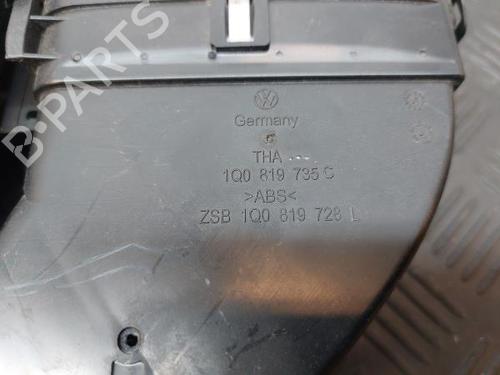 B-PARTS
Germany
THA
1Q0 819 735 C
>ABS<
ZSB 1Q0 819 728 L